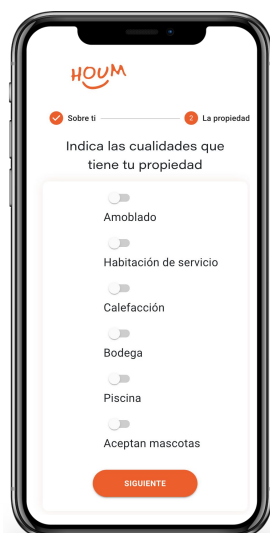 HOUM
Sobre ti
2 La propiedad
Indica las cualidades que
tiene tu propiedad
Amoblado
Habitación de servicio
Calefacción
Bodega
Piscina
Aceptan mascotas
SIGUIENTE